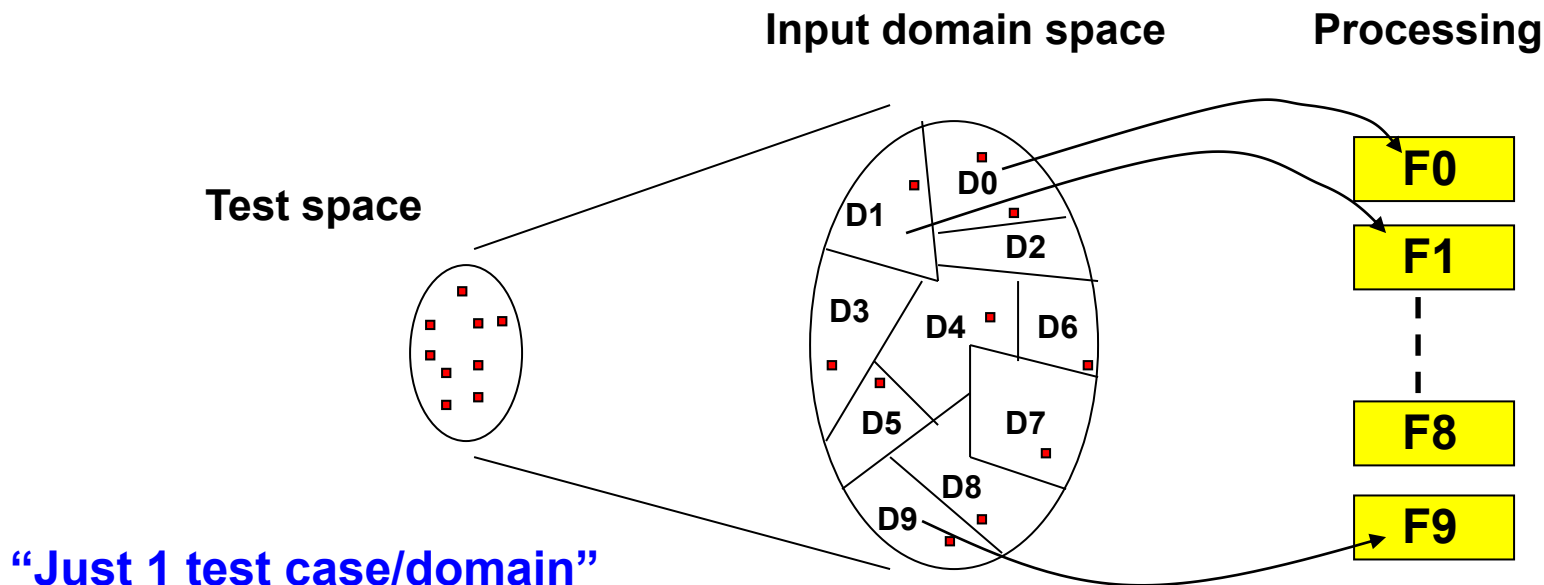 Input domain space
Processing
Test space
D0
D1
D2
D3
D4
D6
D5
D7
D8
D9
F0
F1
F8
F9
“Just 1 test case/domain”